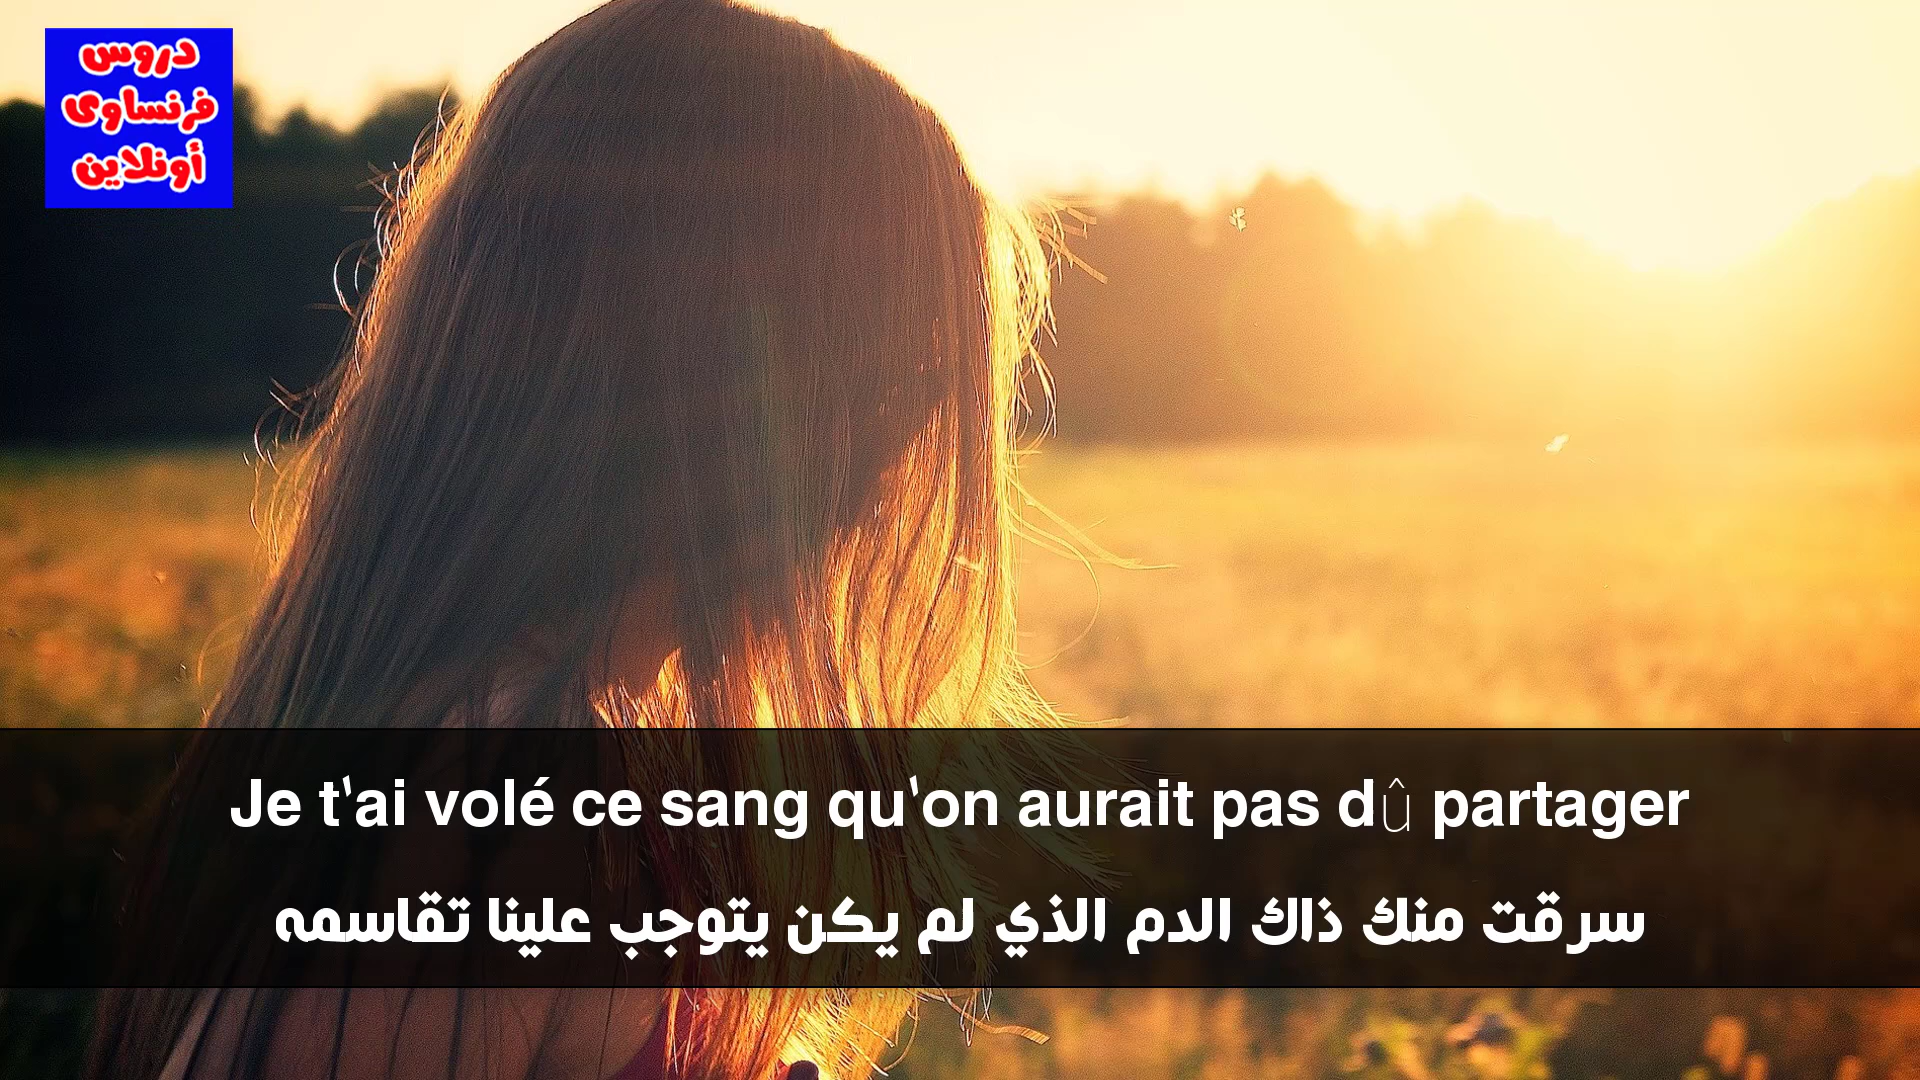 دروس
فرنساوى
أونلاين
Je t'ai volé ce sang qu'on aurait pas dû partager
سرقت منك ذاك الدم الذي لم يكن يتوجب علينا تقاسمه